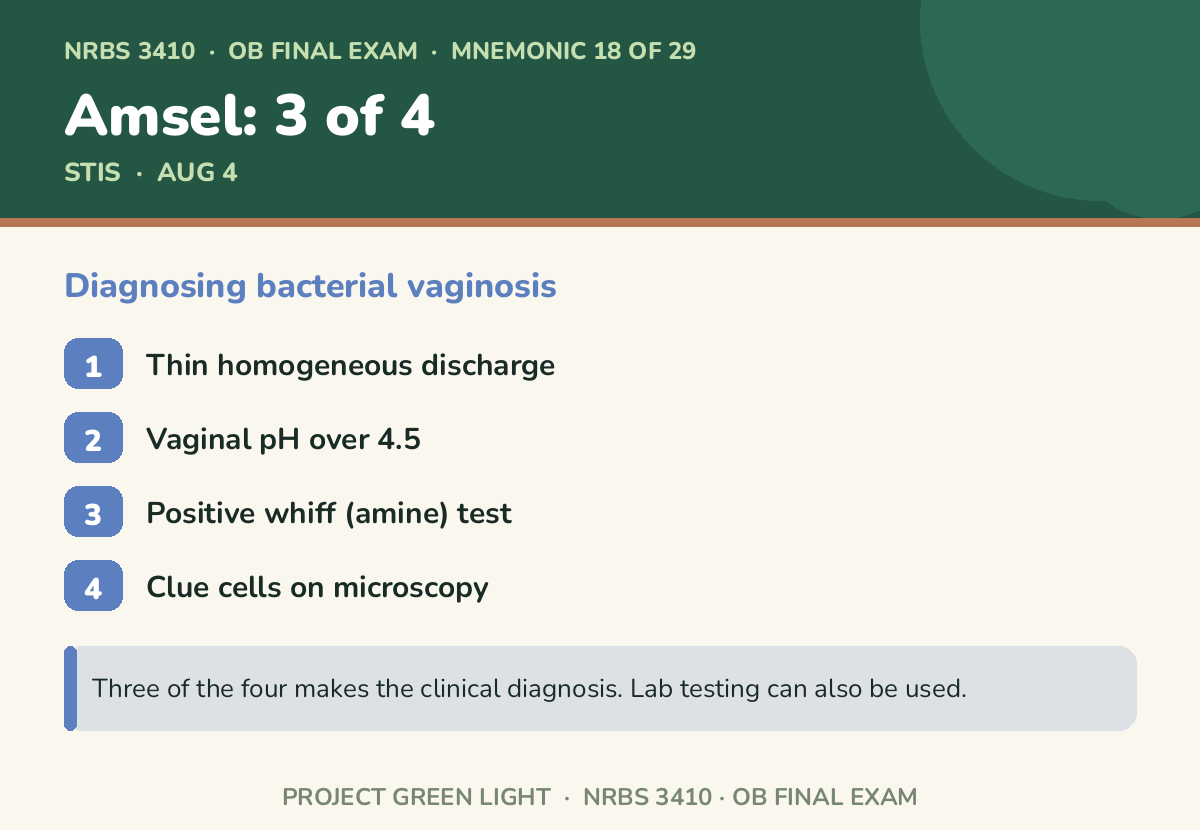 NRBS 3410 · OB FINAL EXAM · MNEMONIC 18 OF 29
Amsel: 3 of 4
STIS · AUG 4
Diagnosing bacterial vaginosis
1 Thin homogeneous discharge
2 Vaginal pH over 4.5
3 Positive whiff (amine) test
4 Clue cells on microscopy
Three of the four makes the clinical diagnosis. Lab testing can also be used.
PROJECT GREEN LIGHT · NRBS 3410 · OB FINAL EXAM